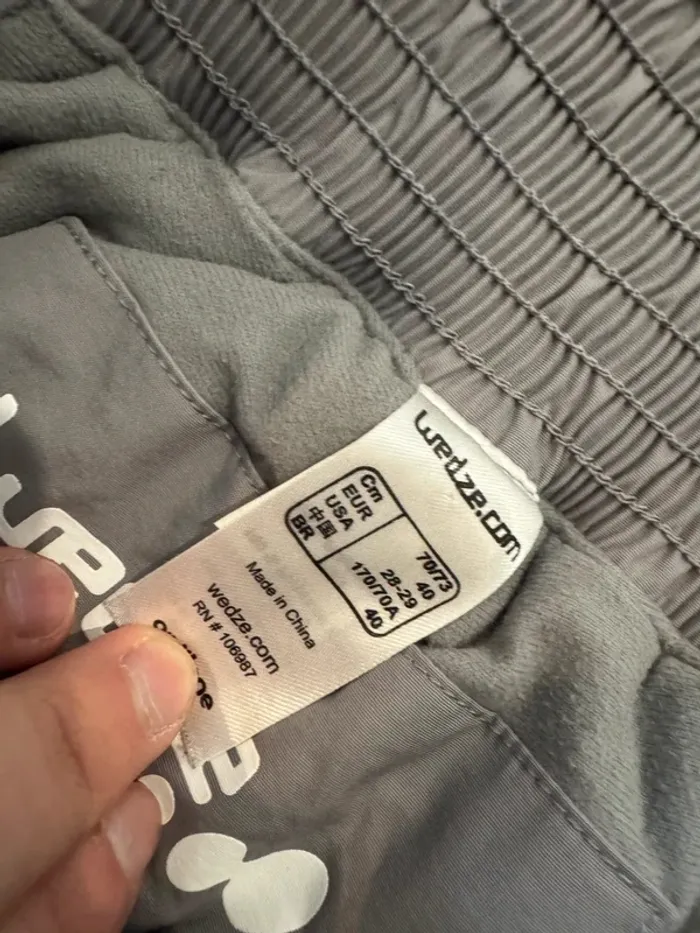 wedze.com
Cm 70/73
EUR 40
USA 28-29
中国 170/70A
BR 40
Made in China
wedze.com
RN # 106987